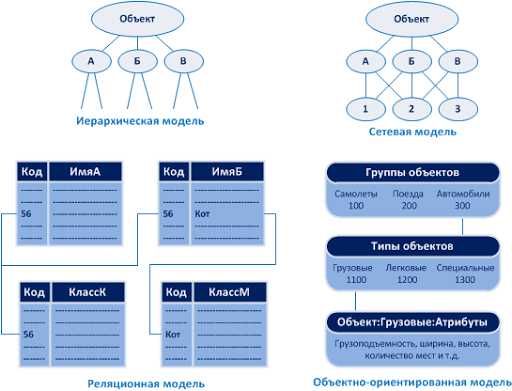 Объект
А Б В
Иерархическая модель
Объект
А Б В
1 2 3
Сетевая модель
Код ИмяА
56
Код ИмяБ
56 Кот
Код КлассК
56
Код КлассМ
Кот
Реляционная модель
Группы объектов
Самолеты Поезда Автомобили
100 200 300
Типы объектов
Грузовые Легковые Специальные
1100 1200 1300
Объект:Грузовые:Атрибуты
Грузоподъемность, ширина, высота,
количество мест и т.д.
Объектно-ориентированная модель